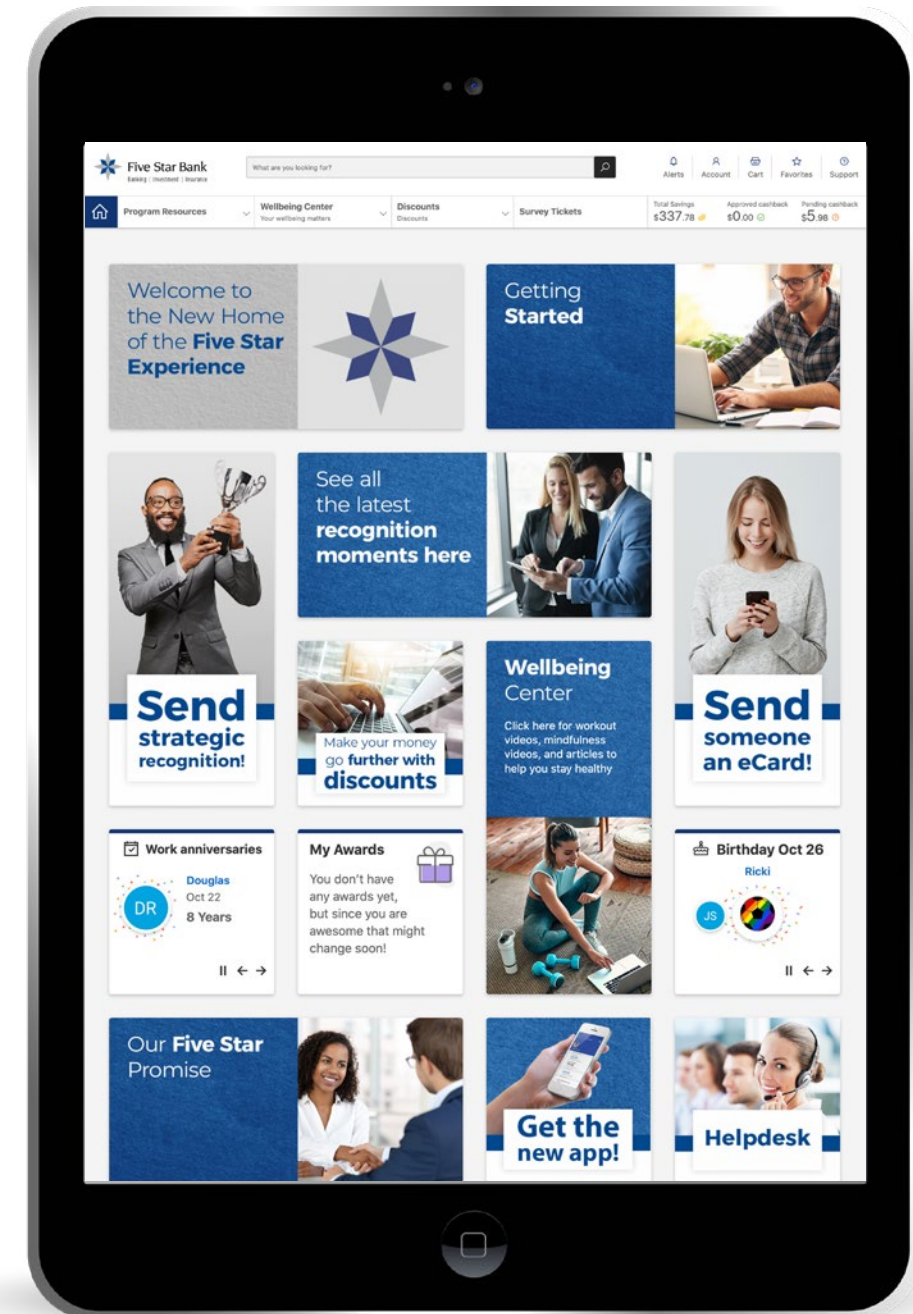 Five Star Bank
Banking | Investment | Insurance
What are you looking for?
Alerts
Account
Cart
Favorites
Support
Program Resources
Wellbeing Center
Your wellbeing matters
Discounts
Discounts
Survey Tickets
Total Savings
$337.78
Approved cashback
$0.00
Pending cashback
$5.98
Welcome to
the New Home
of the Five Star
Experience
Getting
Started
Send
strategic
recognition!
See all
the latest
recognition
moments here
Make your money
go further with
discounts
Wellbeing
Center
Click here for workout
videos, mindfulness
videos, and articles to
help you stay healthy
Send
someone
an eCard!
Work anniversaries
DR
Douglas
Oct 22
8 Years
My Awards
You don't have
any awards yet,
but since you are
awesome that might
change soon!
Birthday Oct 26
Ricki
JS
Our Five Star
Promise
Get the
new app!
Helpdesk